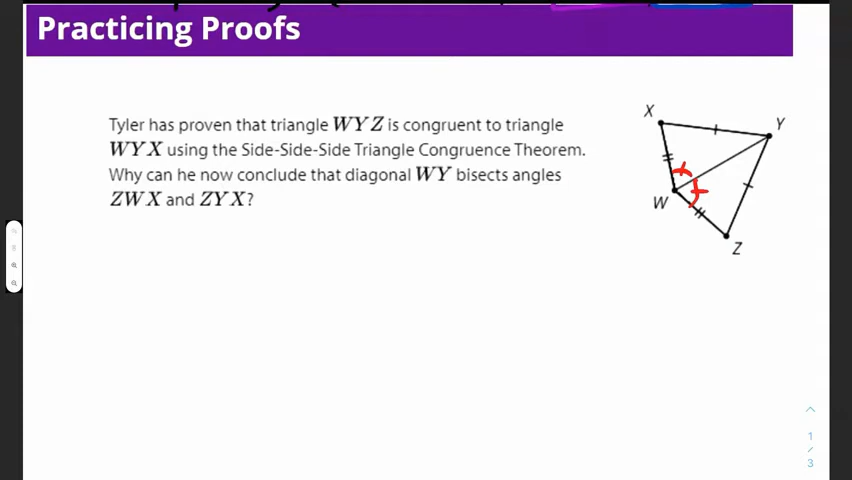 Practicing Proofs
Tyler has proven that triangle WYZ is congruent to triangle
WYX using the Side-Side-Side Triangle Congruence Theorem.
Why can he now conclude that diagonal WY bisects angles
ZWX and ZYX?
X
Y
W
Z
1
/
3